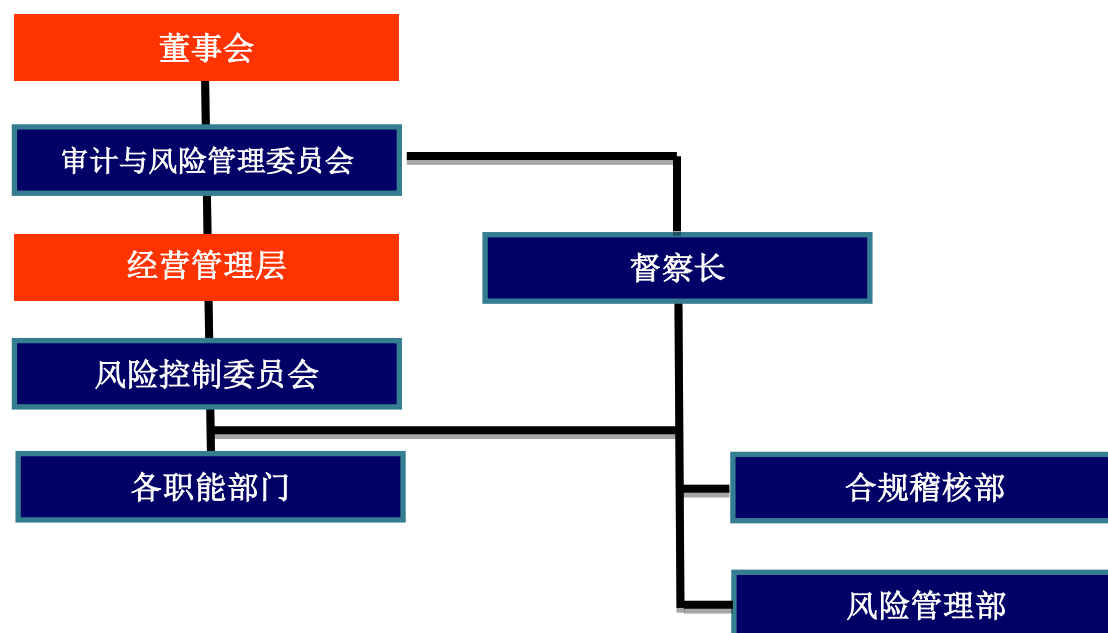 董事会
审计与风险管理委员会
经营管理层
督察长
风险控制委员会
各职能部门
合规稽核部
风险管理部